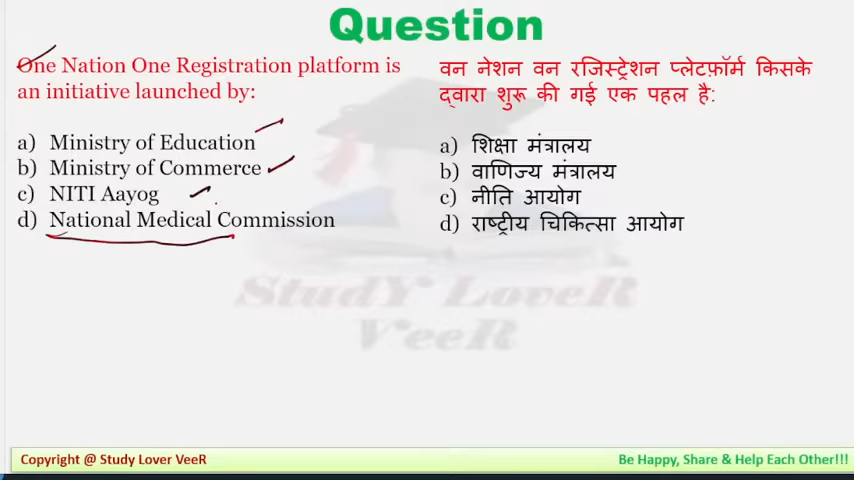 Question
One Nation One Registration platform is
an initiative launched by:
a) Ministry of Education
b) Ministry of Commerce
c) NITI Aayog
d) National Medical Commission
वन नेशन वन रजिस्ट्रेशन प्लेटफ़ॉर्म किसके
द्वारा शुरू की गई एक पहल है:
a) शिक्षा मंत्रालय
b) वाणिज्य मंत्रालय
c) नीति आयोग
d) राष्ट्रीय चिकित्सा आयोग
StudY LoveR
VeeR
Copyright @ Study Lover VeeR
Be Happy, Share & Help Each Other!!!